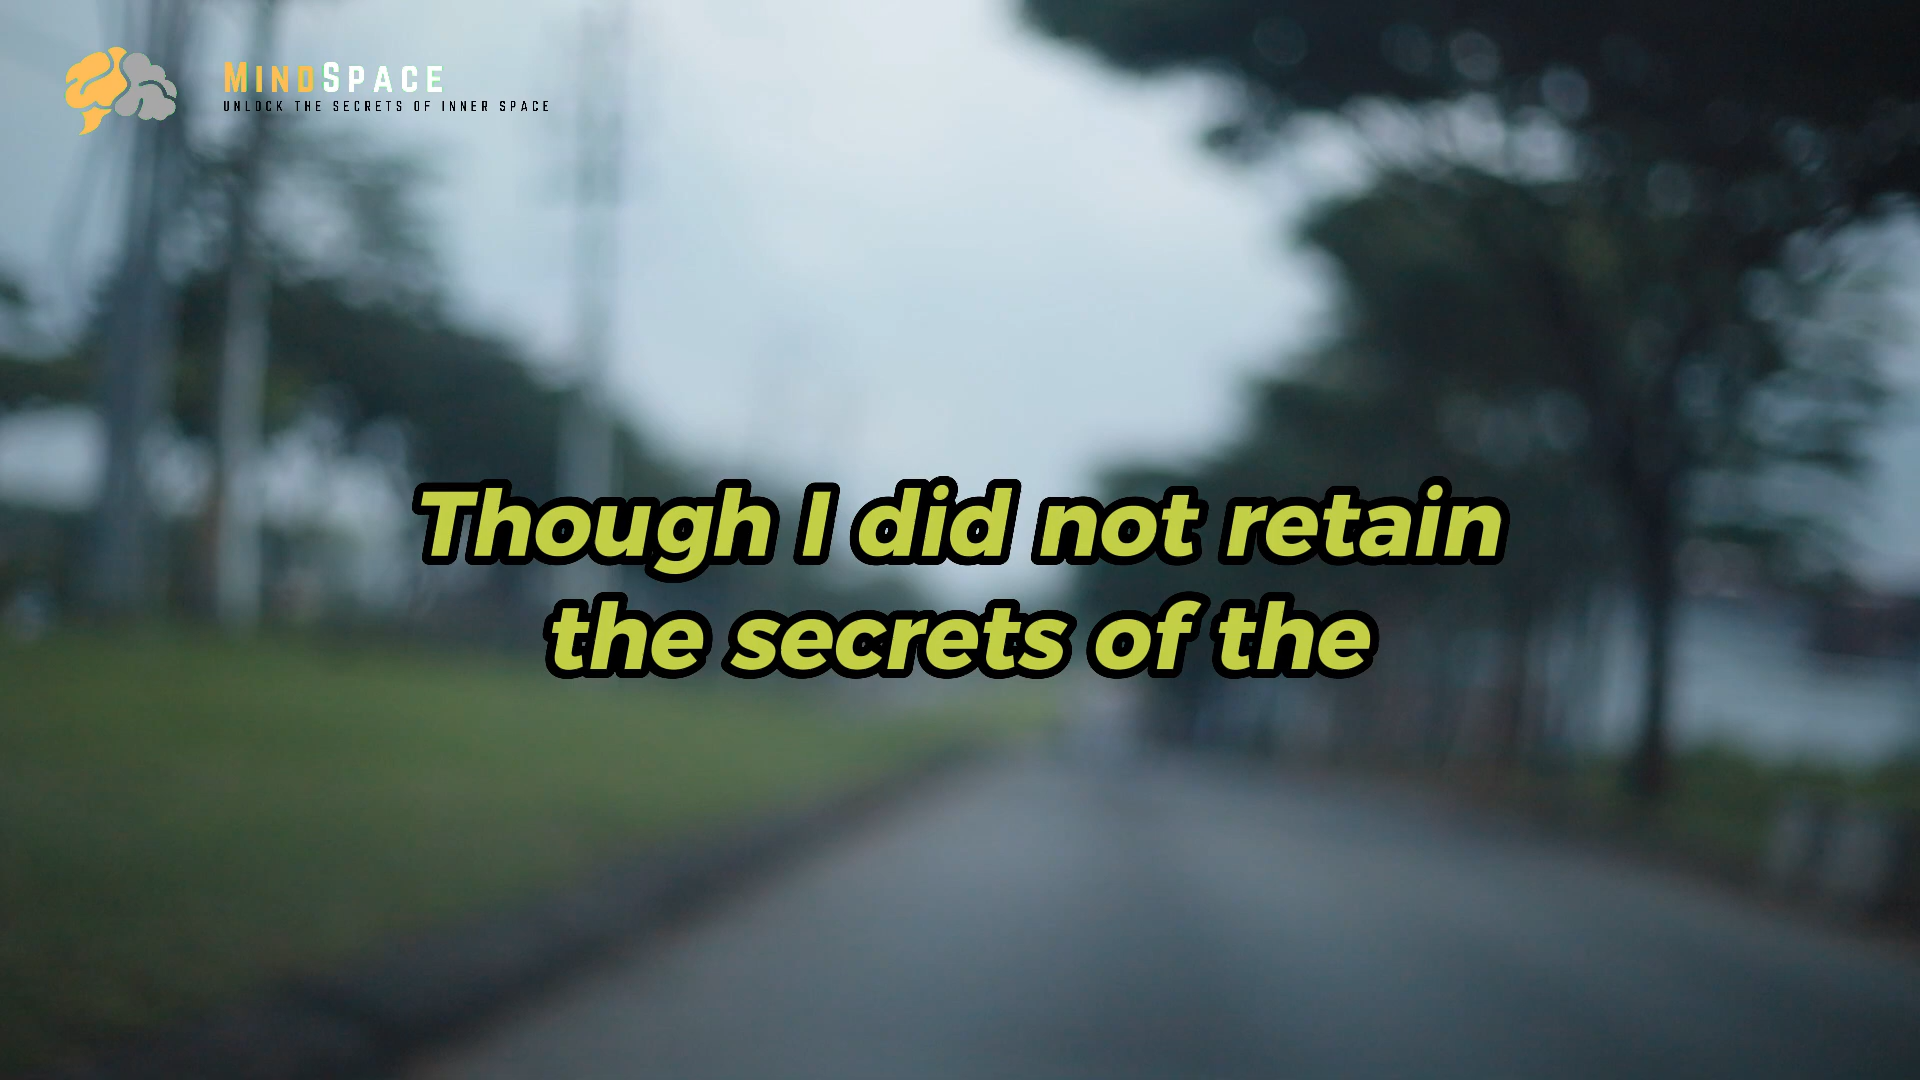 MINDSPACE
UNLOCK THE SECRETS OF INNER SPACE
Though I did not retain
the secrets of the